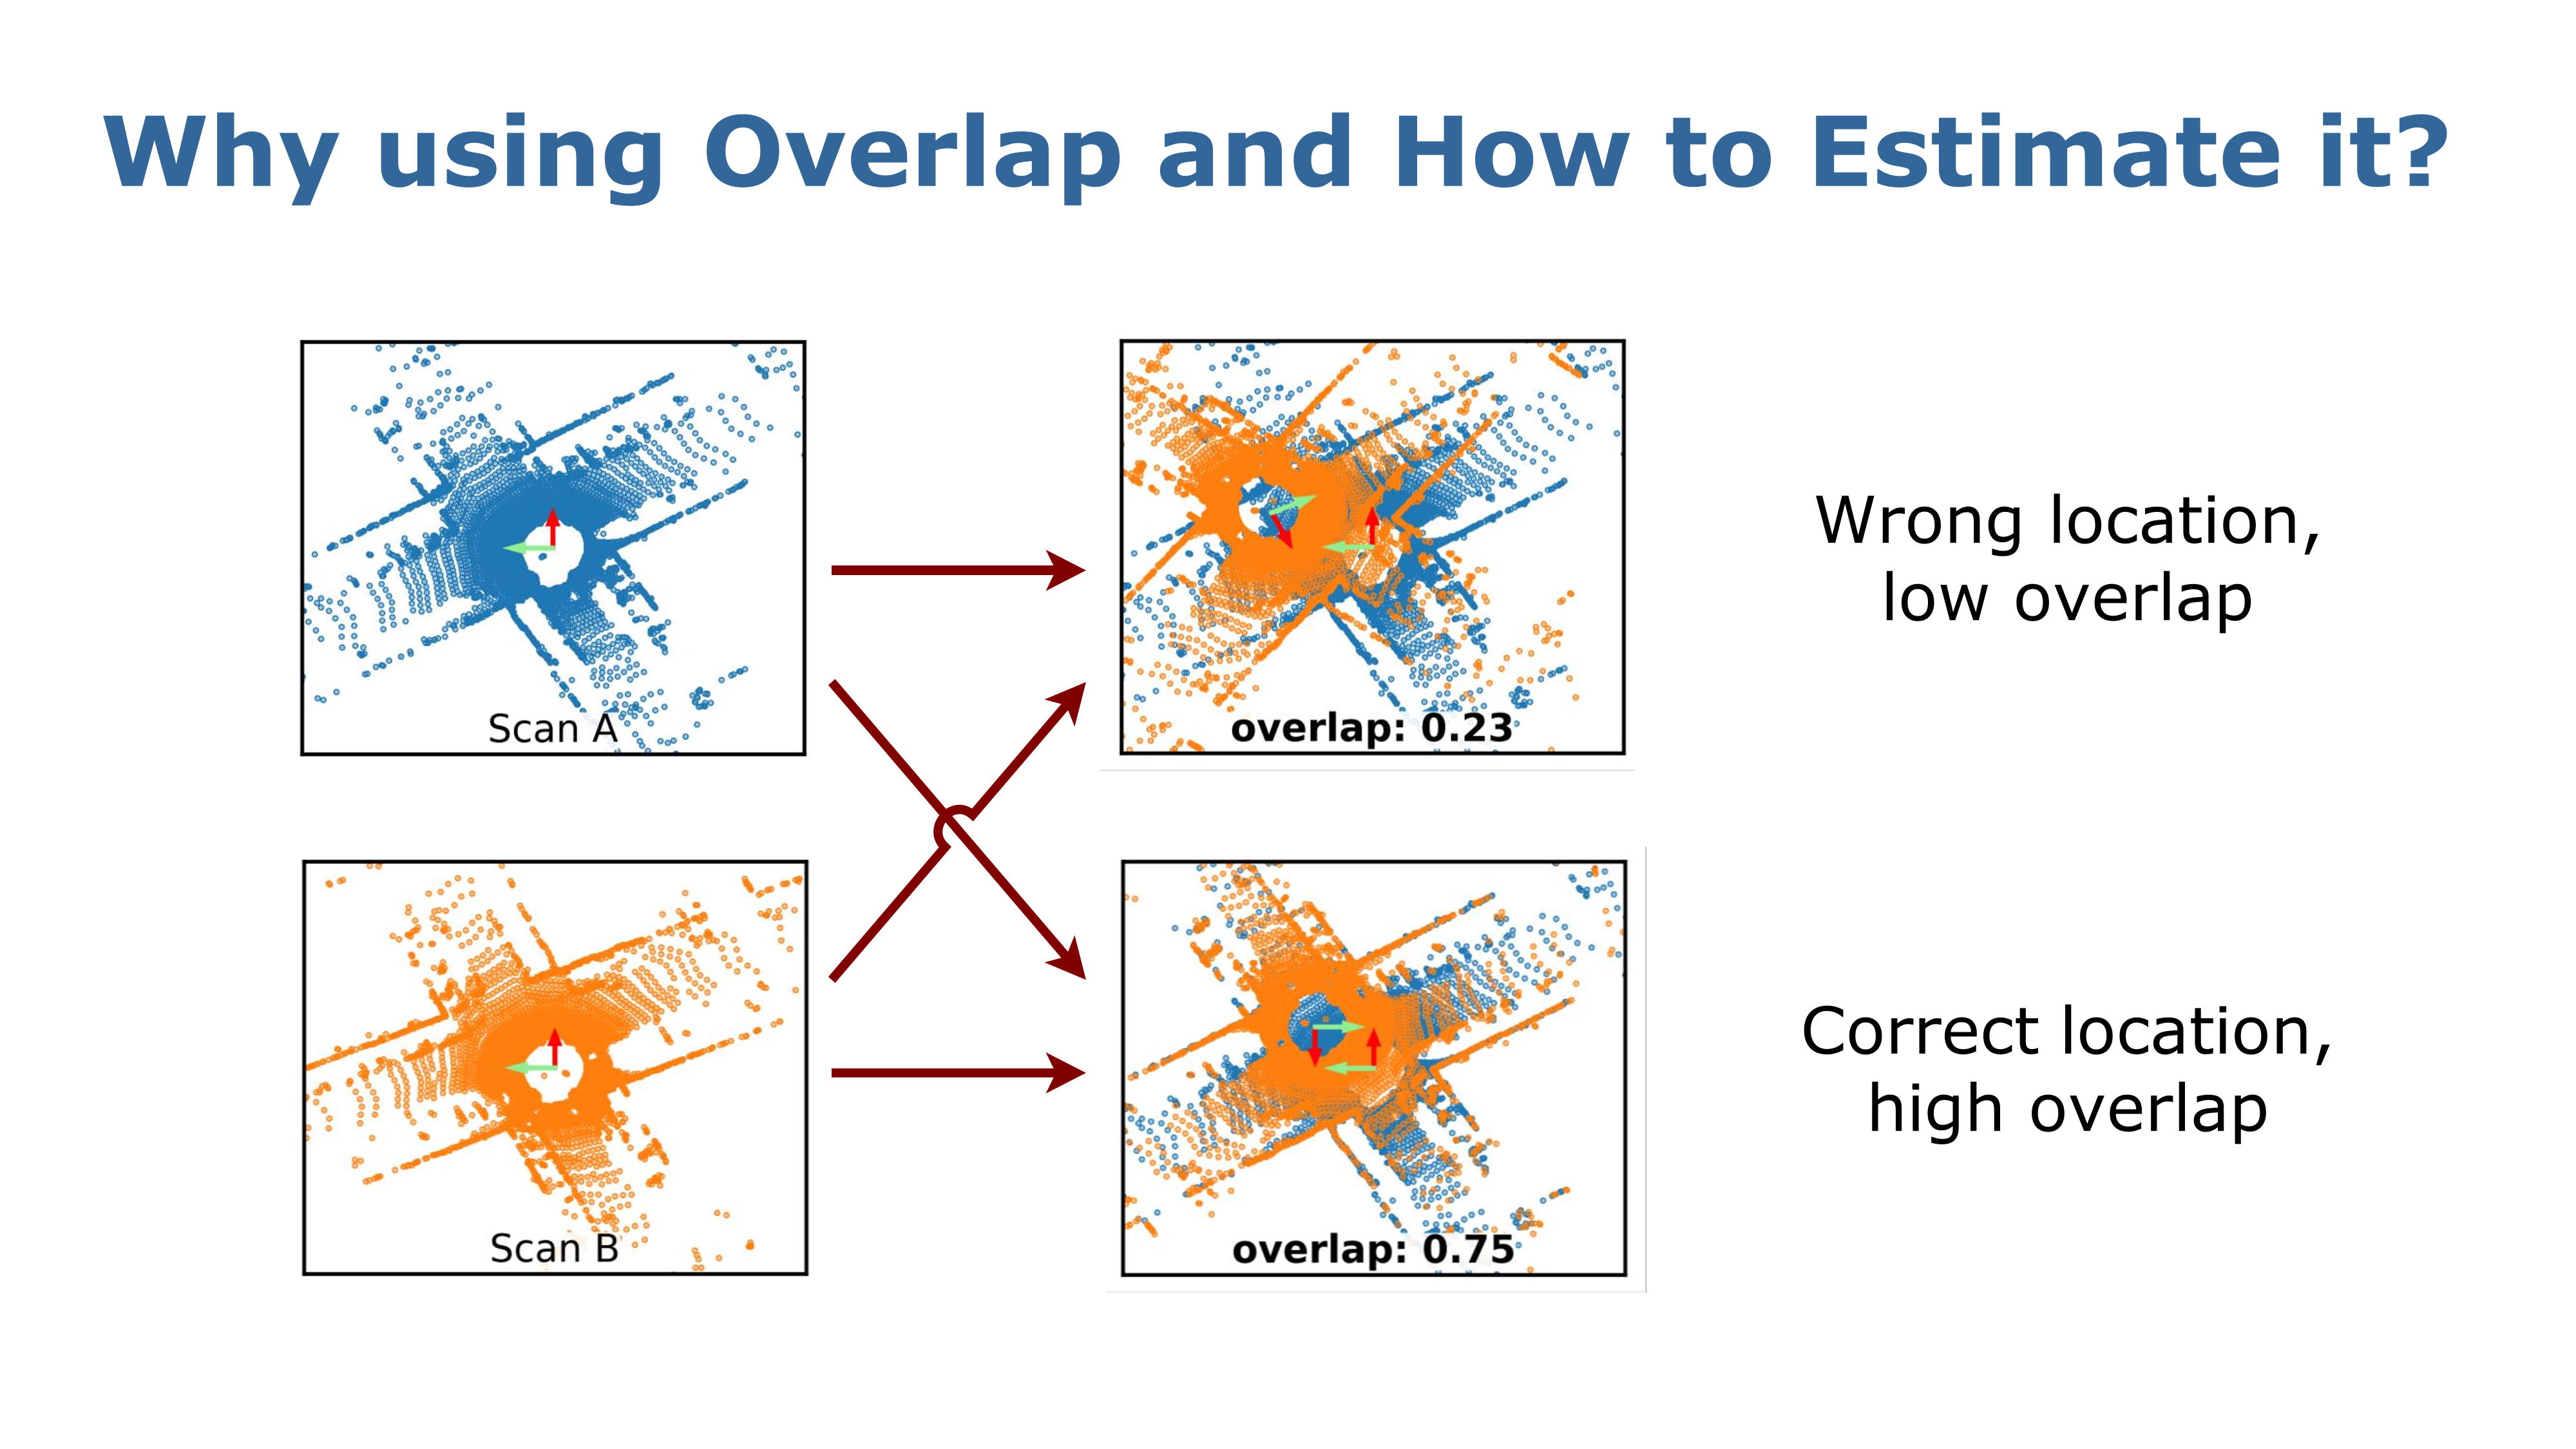 Why using Overlap and How to Estimate it?
Scan A
overlap: 0.23
Wrong location,
low overlap
Scan B
overlap: 0.75
Correct location,
high overlap